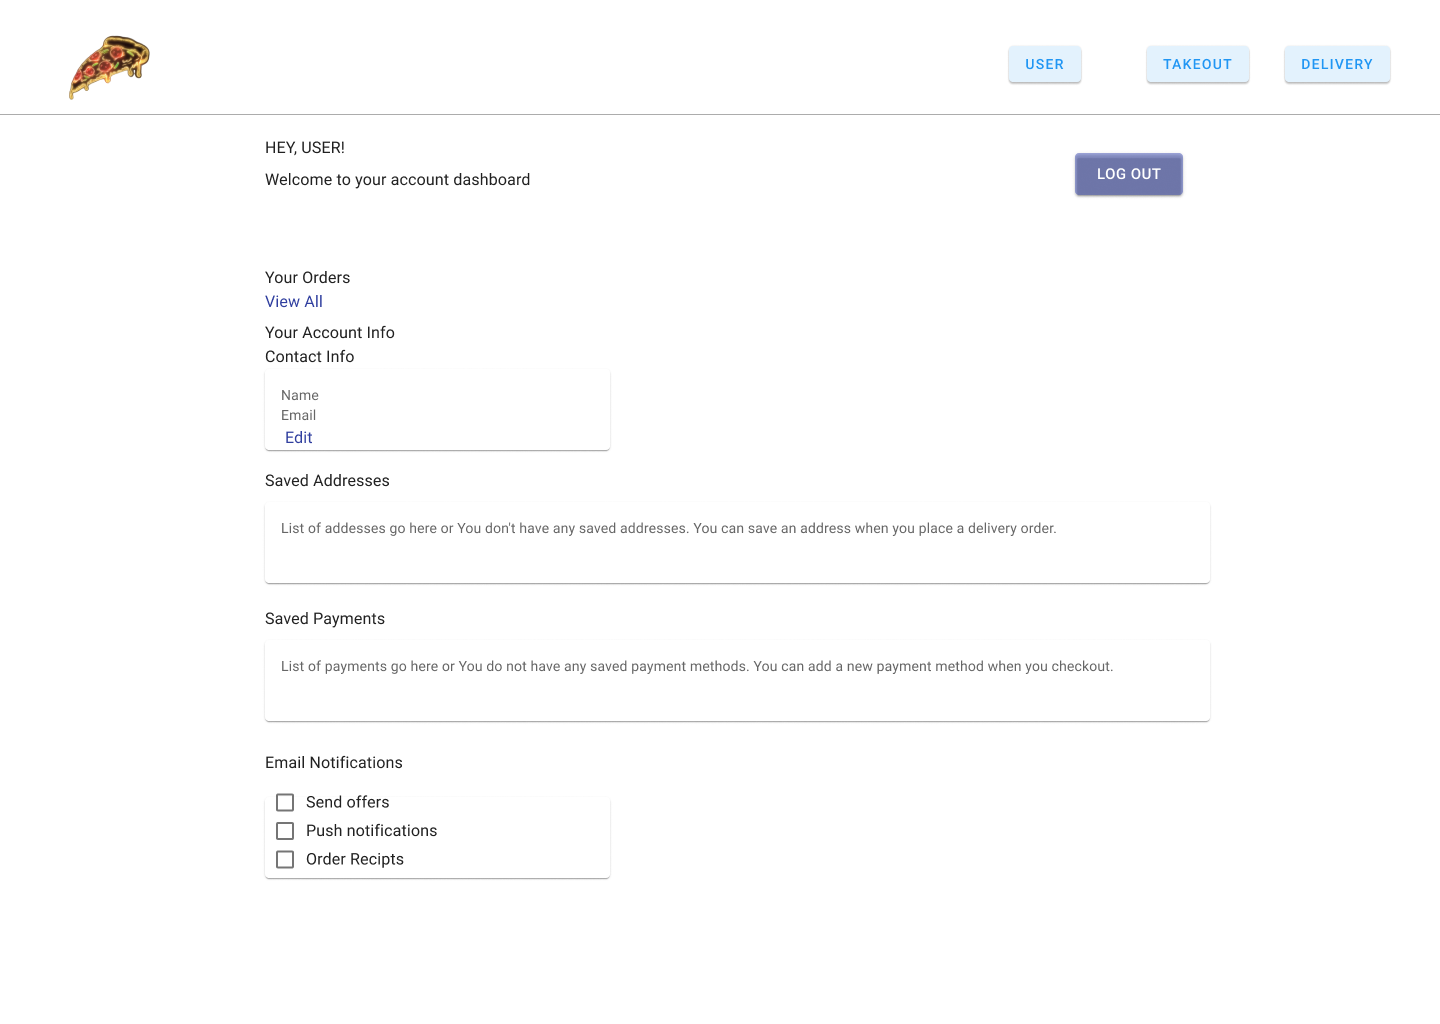 USER
TAKEOUT
DELIVERY
HEY, USER!
Welcome to your account dashboard
LOG OUT
Your Orders
View All
Your Account Info
Contact Info
Name
Email
Edit
Saved Addresses
List of addesses go here or You don't have any saved addresses. You can save an address when you place a delivery order.
Saved Payments
List of payments go here or You do not have any saved payment methods. You can add a new payment method when you checkout.
Email Notifications
Send offers
Push notifications
Order Recipts